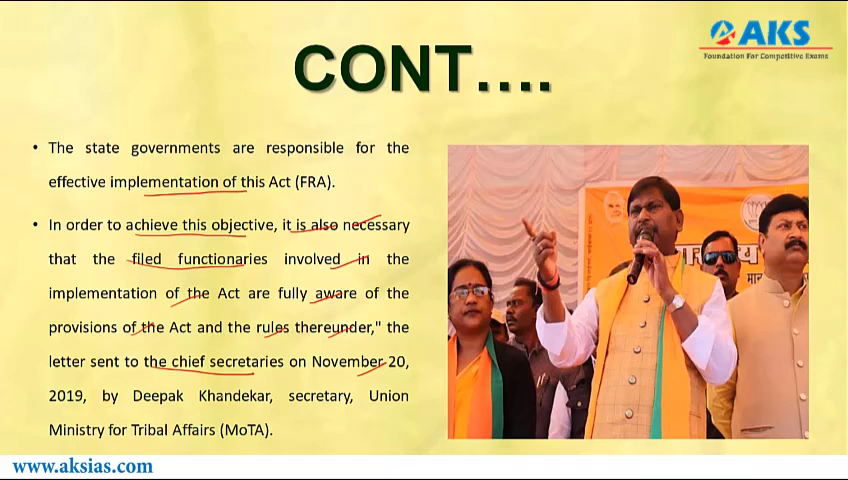 AKS
Foundation For Competitive Exams
CONT....
• The state governments are responsible for the
effective implementation of this Act (FRA).
• In order to achieve this objective, it is also necessary
that the filed functionaries involved in the
implementation of the Act are fully aware of the
provisions of the Act and the rules thereunder," the
letter sent to the chief secretaries on November 20,
2019, by Deepak Khandekar, secretary, Union
Ministry for Tribal Affairs (MoTA).
www.aksias.com